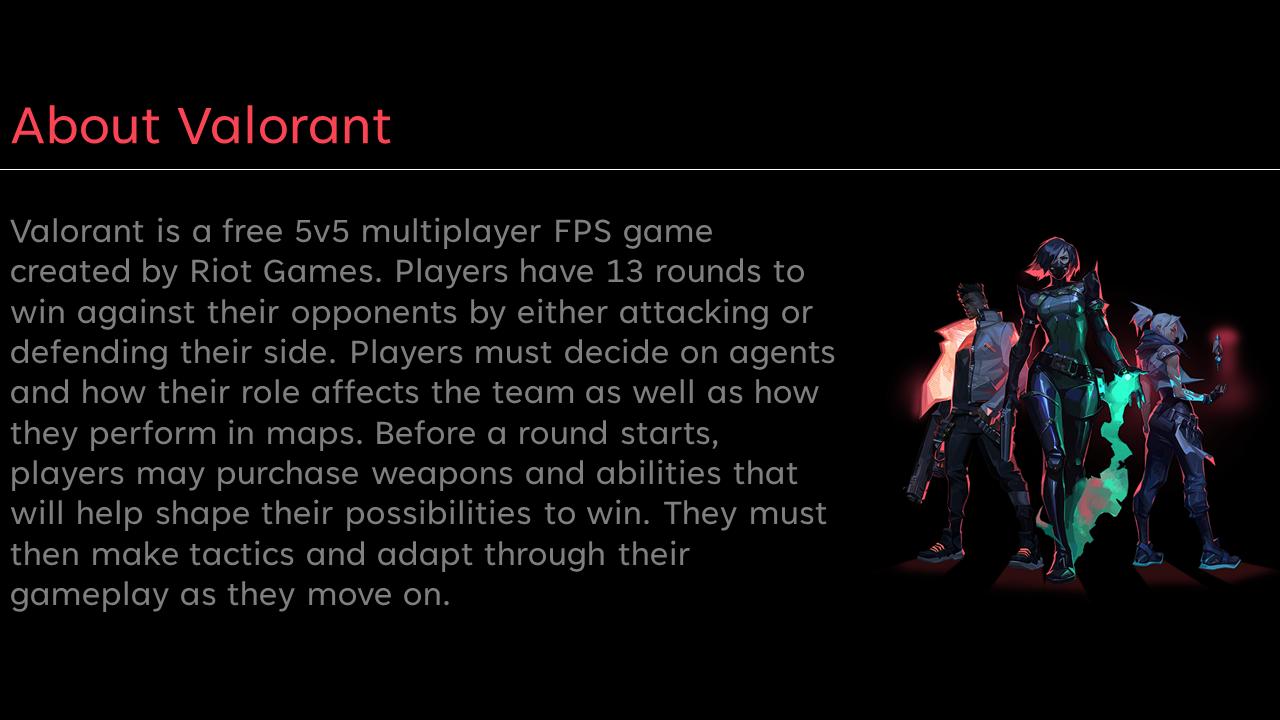 About Valorant
Valorant is a free 5v5 multiplayer FPS game
created by Riot Games. Players have 13 rounds to
win against their opponents by either attacking or
defending their side. Players must decide on agents
and how their role affects the team as well as how
they perform in maps. Before a round starts,
players may purchase weapons and abilities that
will help shape their possibilities to win. They must
then make tactics and adapt through their
gameplay as they move on.